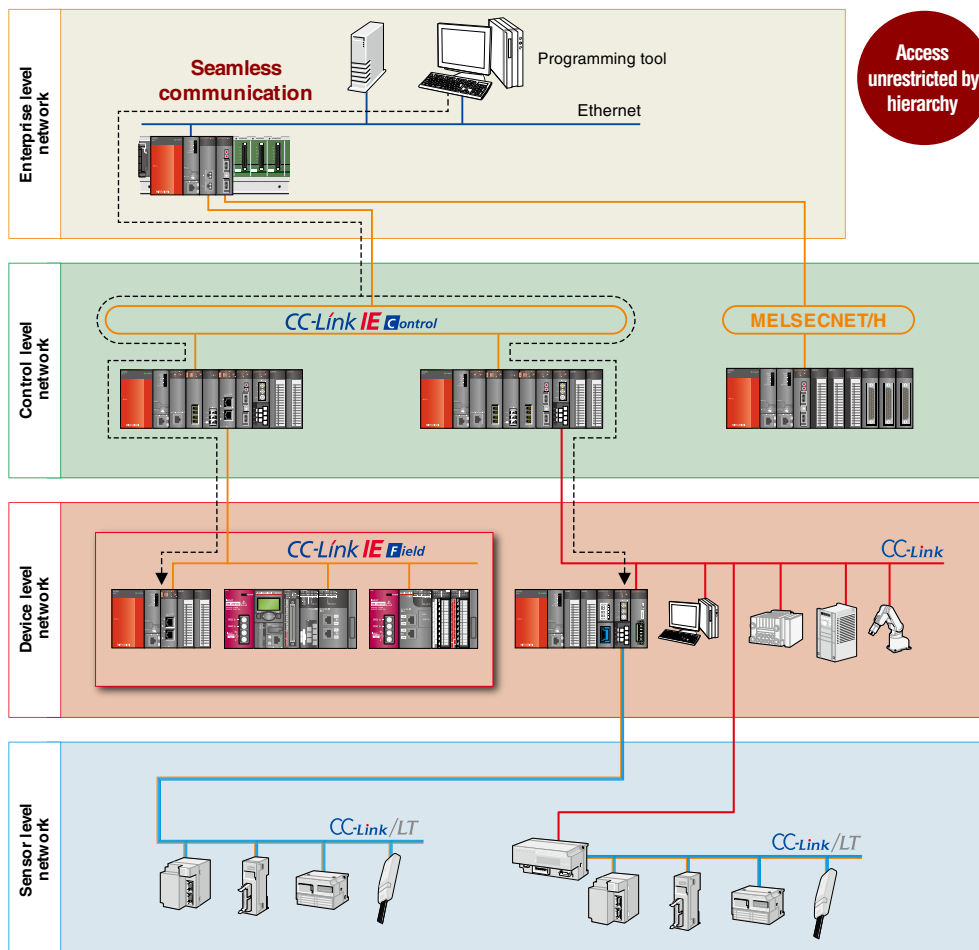 Enterprise level
network
Seamless
communication
Programming tool
Ethernet
Access
unrestricted by
hierarchy
Control level
network
CC-Link IE Control
MELSECNET/H
Device level
network
CC-Link IE Field
CC-Link
Sensor level
network
CC-Link/LT
CC-Link/LT